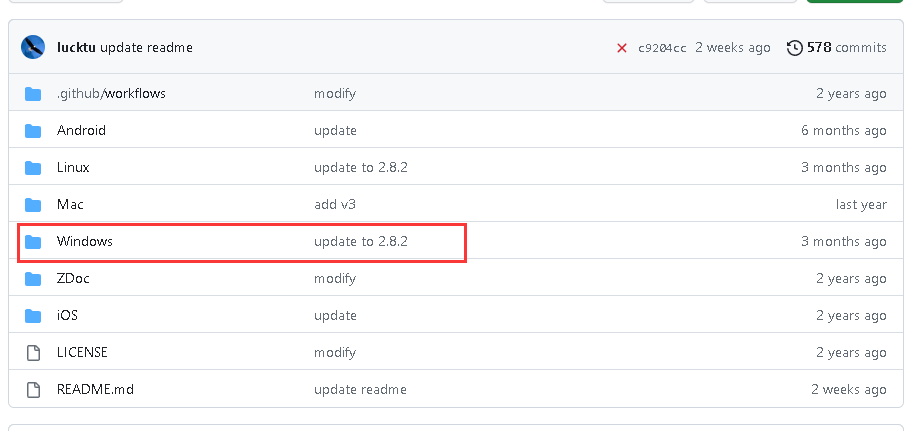 lucktu update readme c9204cc 2 weeks ago 578 commits
.github/workflows modify 2 years ago
Android update 6 months ago
Linux update to 2.8.2 3 months ago
Mac add v3 last year
Windows update to 2.8.2 3 months ago
ZDoc modify 2 years ago
iOS update 2 years ago
LICENSE modify 2 years ago
README.md update readme 2 weeks ago